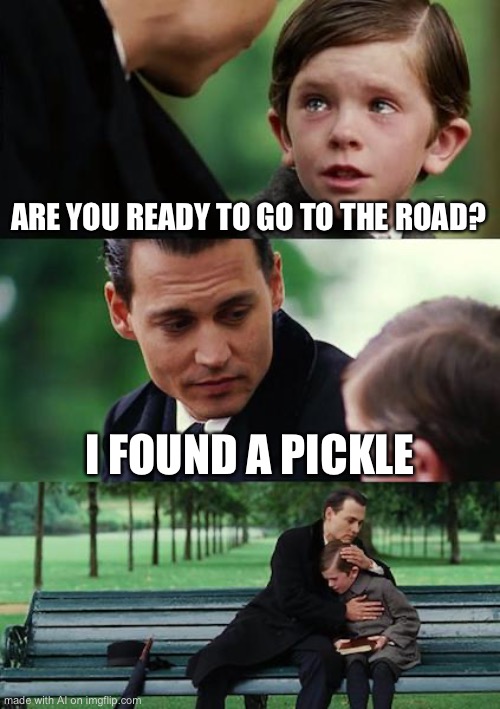 ARE YOU READY TO GO TO THE ROAD?
I FOUND A PICKLE
made with AI on imgflip.com